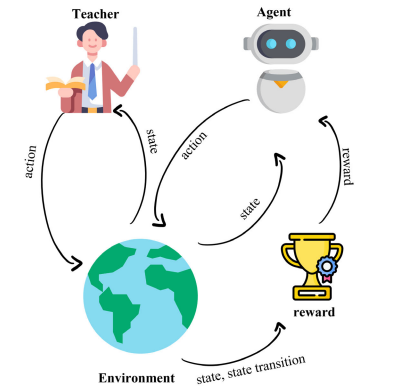 Teacher
Agent
action
state
action
state
reward
reward
Environment
state, state transition